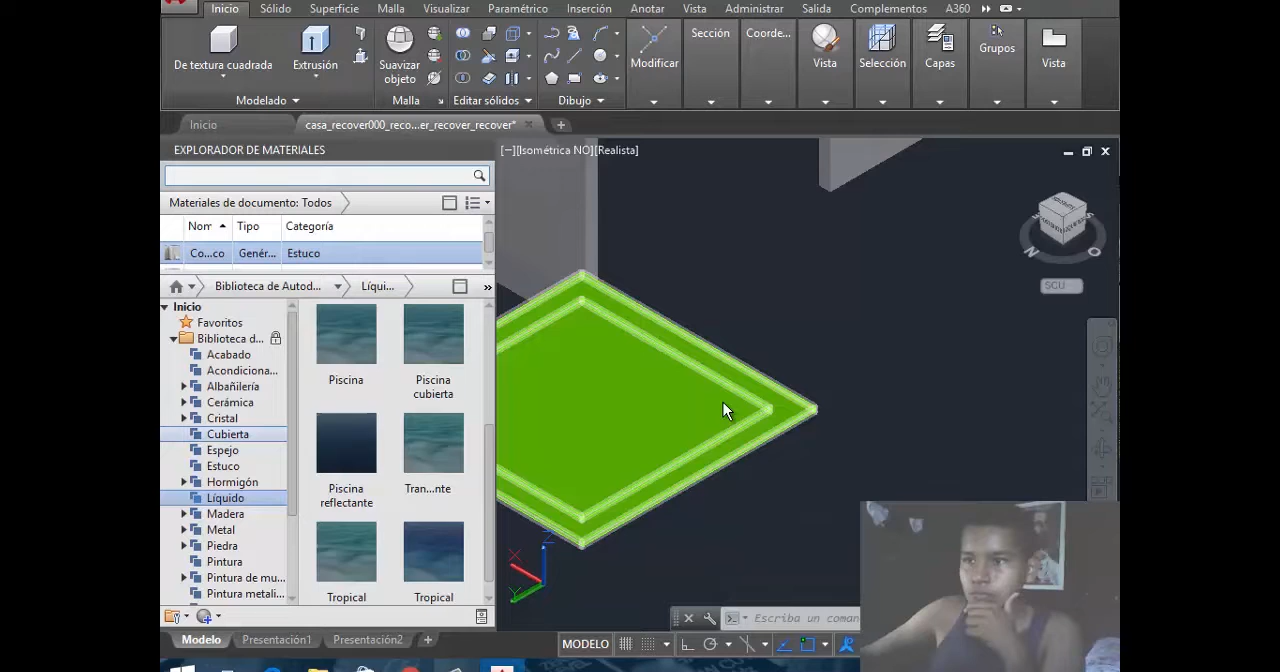 Inicio Sólido Superficie Malla Visualizar Paramétrico Inserción Anotar Vista Administrar Salida Complementos A360
De textura cuadrada Extrusión Suavizar objeto Modificar Sección Coorde... Vista Selección Capas Grupos Vista
Modelado Malla Editar sólidos Dibujo
Inicio casa_recover000_reco...er_recover_recover*
EXPLORADOR DE MATERIALES
[−][Isométrica NO][Realista]
Materiales de documento: Todos
Nor Tipo Categoría
Co...co Genér... Estuco
N O
SCU
Biblioteca de Autod... Líqui... »
Inicio
Favoritos
Biblioteca d...
Acabado
Acondiciona...
Albañilería
Cerámica
Cristal
Cubierta
Espejo
Estuco
Hormigón
Líquido
Madera
Metal
Piedra
Pintura
Pintura de mu...
Pintura metali...
Piscina
Piscina cubierta
Piscina reflectante
Tran...nte
Tropical
Tropical
X Y Z
Escriba un coman
Modelo Presentación1 Presentación2 +
MODELO